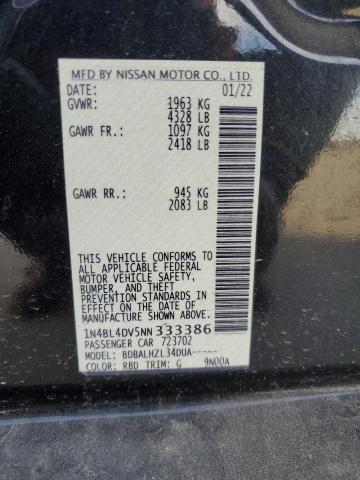 MFD BY NISSAN MOTOR CO., LTD.
DATE: 01/22
GVWR: 1963 KG
4328 LB
GAWR FR.: 1097 KG
2418 LB
GAWR RR.: 945 KG
2083 LB
THIS VEHICLE CONFORMS TO
ALL APPLICABLE FEDERAL
MOTOR VEHICLE SAFETY,
BUMPER, AND THEFT
PREVENTION STANDARDS
IN EFFECT ON THE DATE OF
MANUFACTURE SHOWN ABOVE.
1N4BL4DV5NN333386
PASSENGER CAR 723702
MODEL: BDBALHZL34DUA-----
COLOR: RBD TRIM: G 9N00A